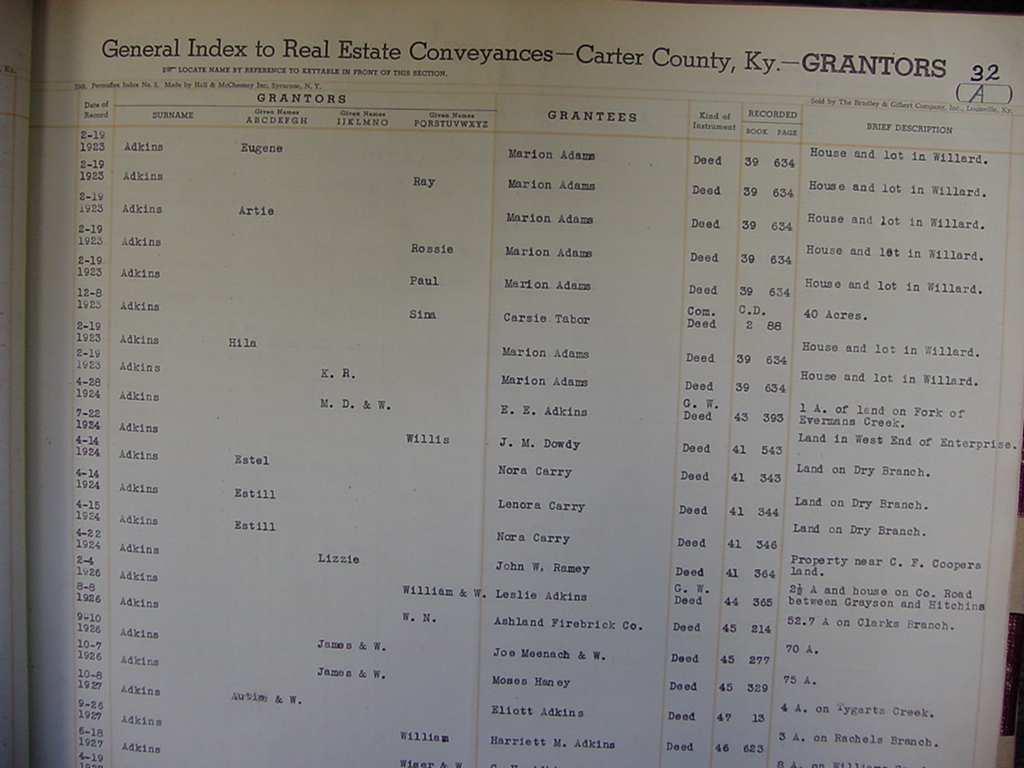 General Index to Real Estate Conveyances—Carter County, Ky.—GRANTORS 32
(A)
☞ LOCATE NAME BY REFERENCE TO KEYTABLE IN FRONT OF THIS SECTION.
Permaflex Index No. 2. Made by Hall & McChesney Inc, Syracuse, N. Y. Sold by The Bradley & Gilbert Company, Inc., Louisville, Ky.
Date of Record GRANTORS GRANTEES Kind of Instrument RECORDED BRIEF DESCRIPTION
SURNAME Given Names ABCDEFGH Given Names IJKLMNO Given Names PQRSTUVWXYZ BOOK PAGE
2-19
1923 Adkins Eugene Marion Adams Deed 39 634 House and lot in Willard.
2-19
1923 Adkins Ray Marion Adams Deed 39 634 House and lot in Willard.
2-19
1923 Adkins Artie Marion Adams Deed 39 634 House and lot in Willard.
2-19
1923 Adkins Rossie Marion Adams Deed 39 634 House and lot in Willard.
2-19
1923 Adkins Paul Marion Adams Deed 39 634 House and lot in Willard.
12-8 Com. C.D.
1923 Adkins Sina Carsie Tabor Deed 2 88 40 Acres.
2-19
1923 Adkins Hila Marion Adams Deed 39 634 House and lot in Willard.
2-19
1923 Adkins K. R. Marion Adams Deed 39 634 House and lot in Willard.
4-28 G. W. 1 A. of land on Fork of
1924 Adkins M. D. & W. E. E. Adkins Deed 43 393 Evermans Creek.
7-22
1924 Adkins Willis J. M. Dowdy Deed 41 543 Land in West End of Enterprise.
4-14
1924 Adkins Estel Nora Carry Deed 41 343 Land on Dry Branch.
4-14
1924 Adkins Estill Lenora Carry Deed 41 344 Land on Dry Branch.
4-15
1924 Adkins Estill Nora Carry Deed 41 346 Land on Dry Branch.
4-22 Property near C. F. Coopers
1924 Adkins Lizzie John W. Ramey Deed 41 364 land.
2-4 G. W. 2½ A and house on Co. Road
1926 Adkins William & W. Leslie Adkins Deed 44 365 between Grayson and Hitchins
8-8
1926 Adkins W. N. Ashland Firebrick Co. Deed 45 214 52.7 A on Clarks Branch.
9-10
1926 Adkins James & W. Joe Meenach & W. Deed 45 277 70 A.
10-7
1926 Adkins James & W. Moses Haney Deed 45 329 75 A.
10-8
1927 Adkins & W. Eliott Adkins Deed 47 13 4 A. on Tygarts Creek.
9-26
1927 Adkins William Harriett M. Adkins Deed 46 623 3 A. on Rachels Branch.
6-18
1927 Adkins Wiser & W. 8 A. on
4-19